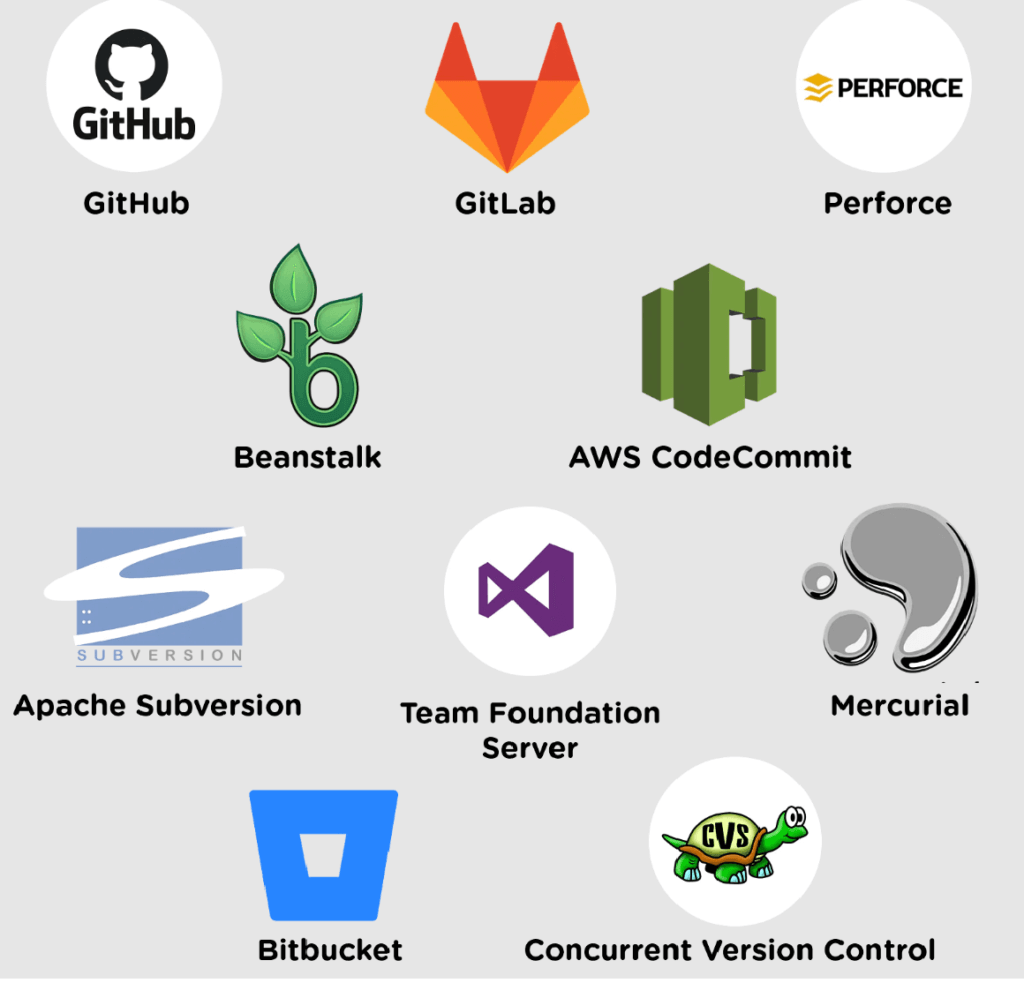 GitHub
GitHub
GitLab
PERFORCE
Perforce
b
Beanstalk
AWS CodeCommit
SUBVERSION
Apache Subversion
Team Foundation
Server
Mercurial
Bitbucket
CVS
Concurrent Version Control